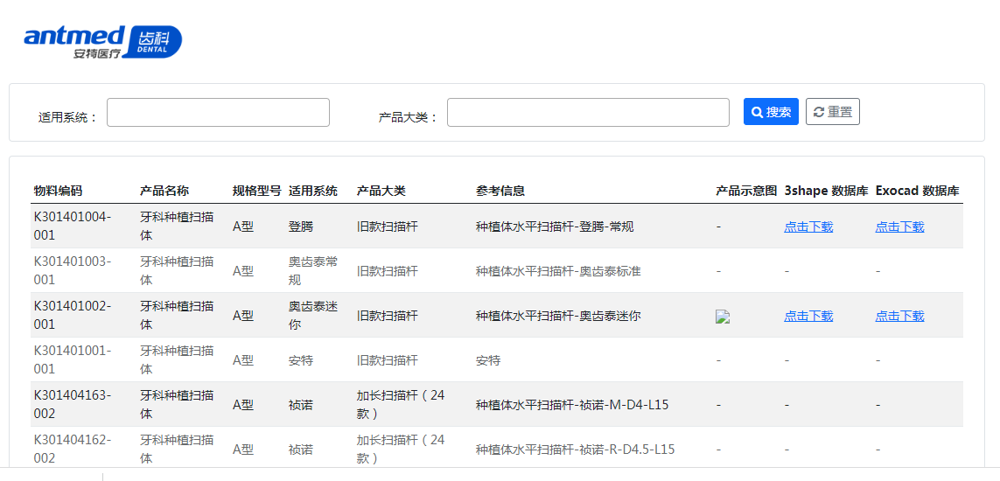 antmed 齿科
安特医疗 DENTAL
适用系统： 产品大类： 搜索 重置
物料编码 产品名称 规格型号 适用系统 产品大类 参考信息 产品示意图 3shape 数据库 Exocad 数据库
K301401004-001 牙科种植扫描体 A型 登腾 旧款扫描杆 种植体水平扫描杆-登腾-常规 - 点击下载 点击下载
K301401003-001 牙科种植扫描体 A型 奥齿泰常规 旧款扫描杆 种植体水平扫描杆-奥齿泰标准 - - -
K301401002-001 牙科种植扫描体 A型 奥齿泰迷你 旧款扫描杆 种植体水平扫描杆-奥齿泰迷你 点击下载 点击下载
K301401001-001 牙科种植扫描体 A型 安特 旧款扫描杆 安特 - - -
K301404163-002 牙科种植扫描体 A型 祯诺 加长扫描杆（24款） 种植体水平扫描杆-祯诺-M-D4-L15 - - -
K301404162-002 牙科种植扫描体 A型 祯诺 加长扫描杆（24款） 种植体水平扫描杆-祯诺-R-D4.5-L15 - - -